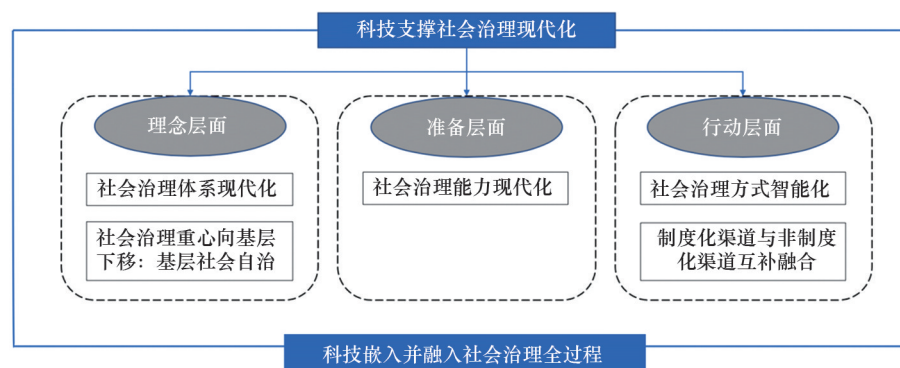 科技支撑社会治理现代化
理念层面
社会治理体系现代化
社会治理重心向基层
下移：基层社会自治
准备层面
社会治理能力现代化
行动层面
社会治理方式智能化
制度化渠道与非制度
化渠道互补融合
科技嵌入并融入社会治理全过程